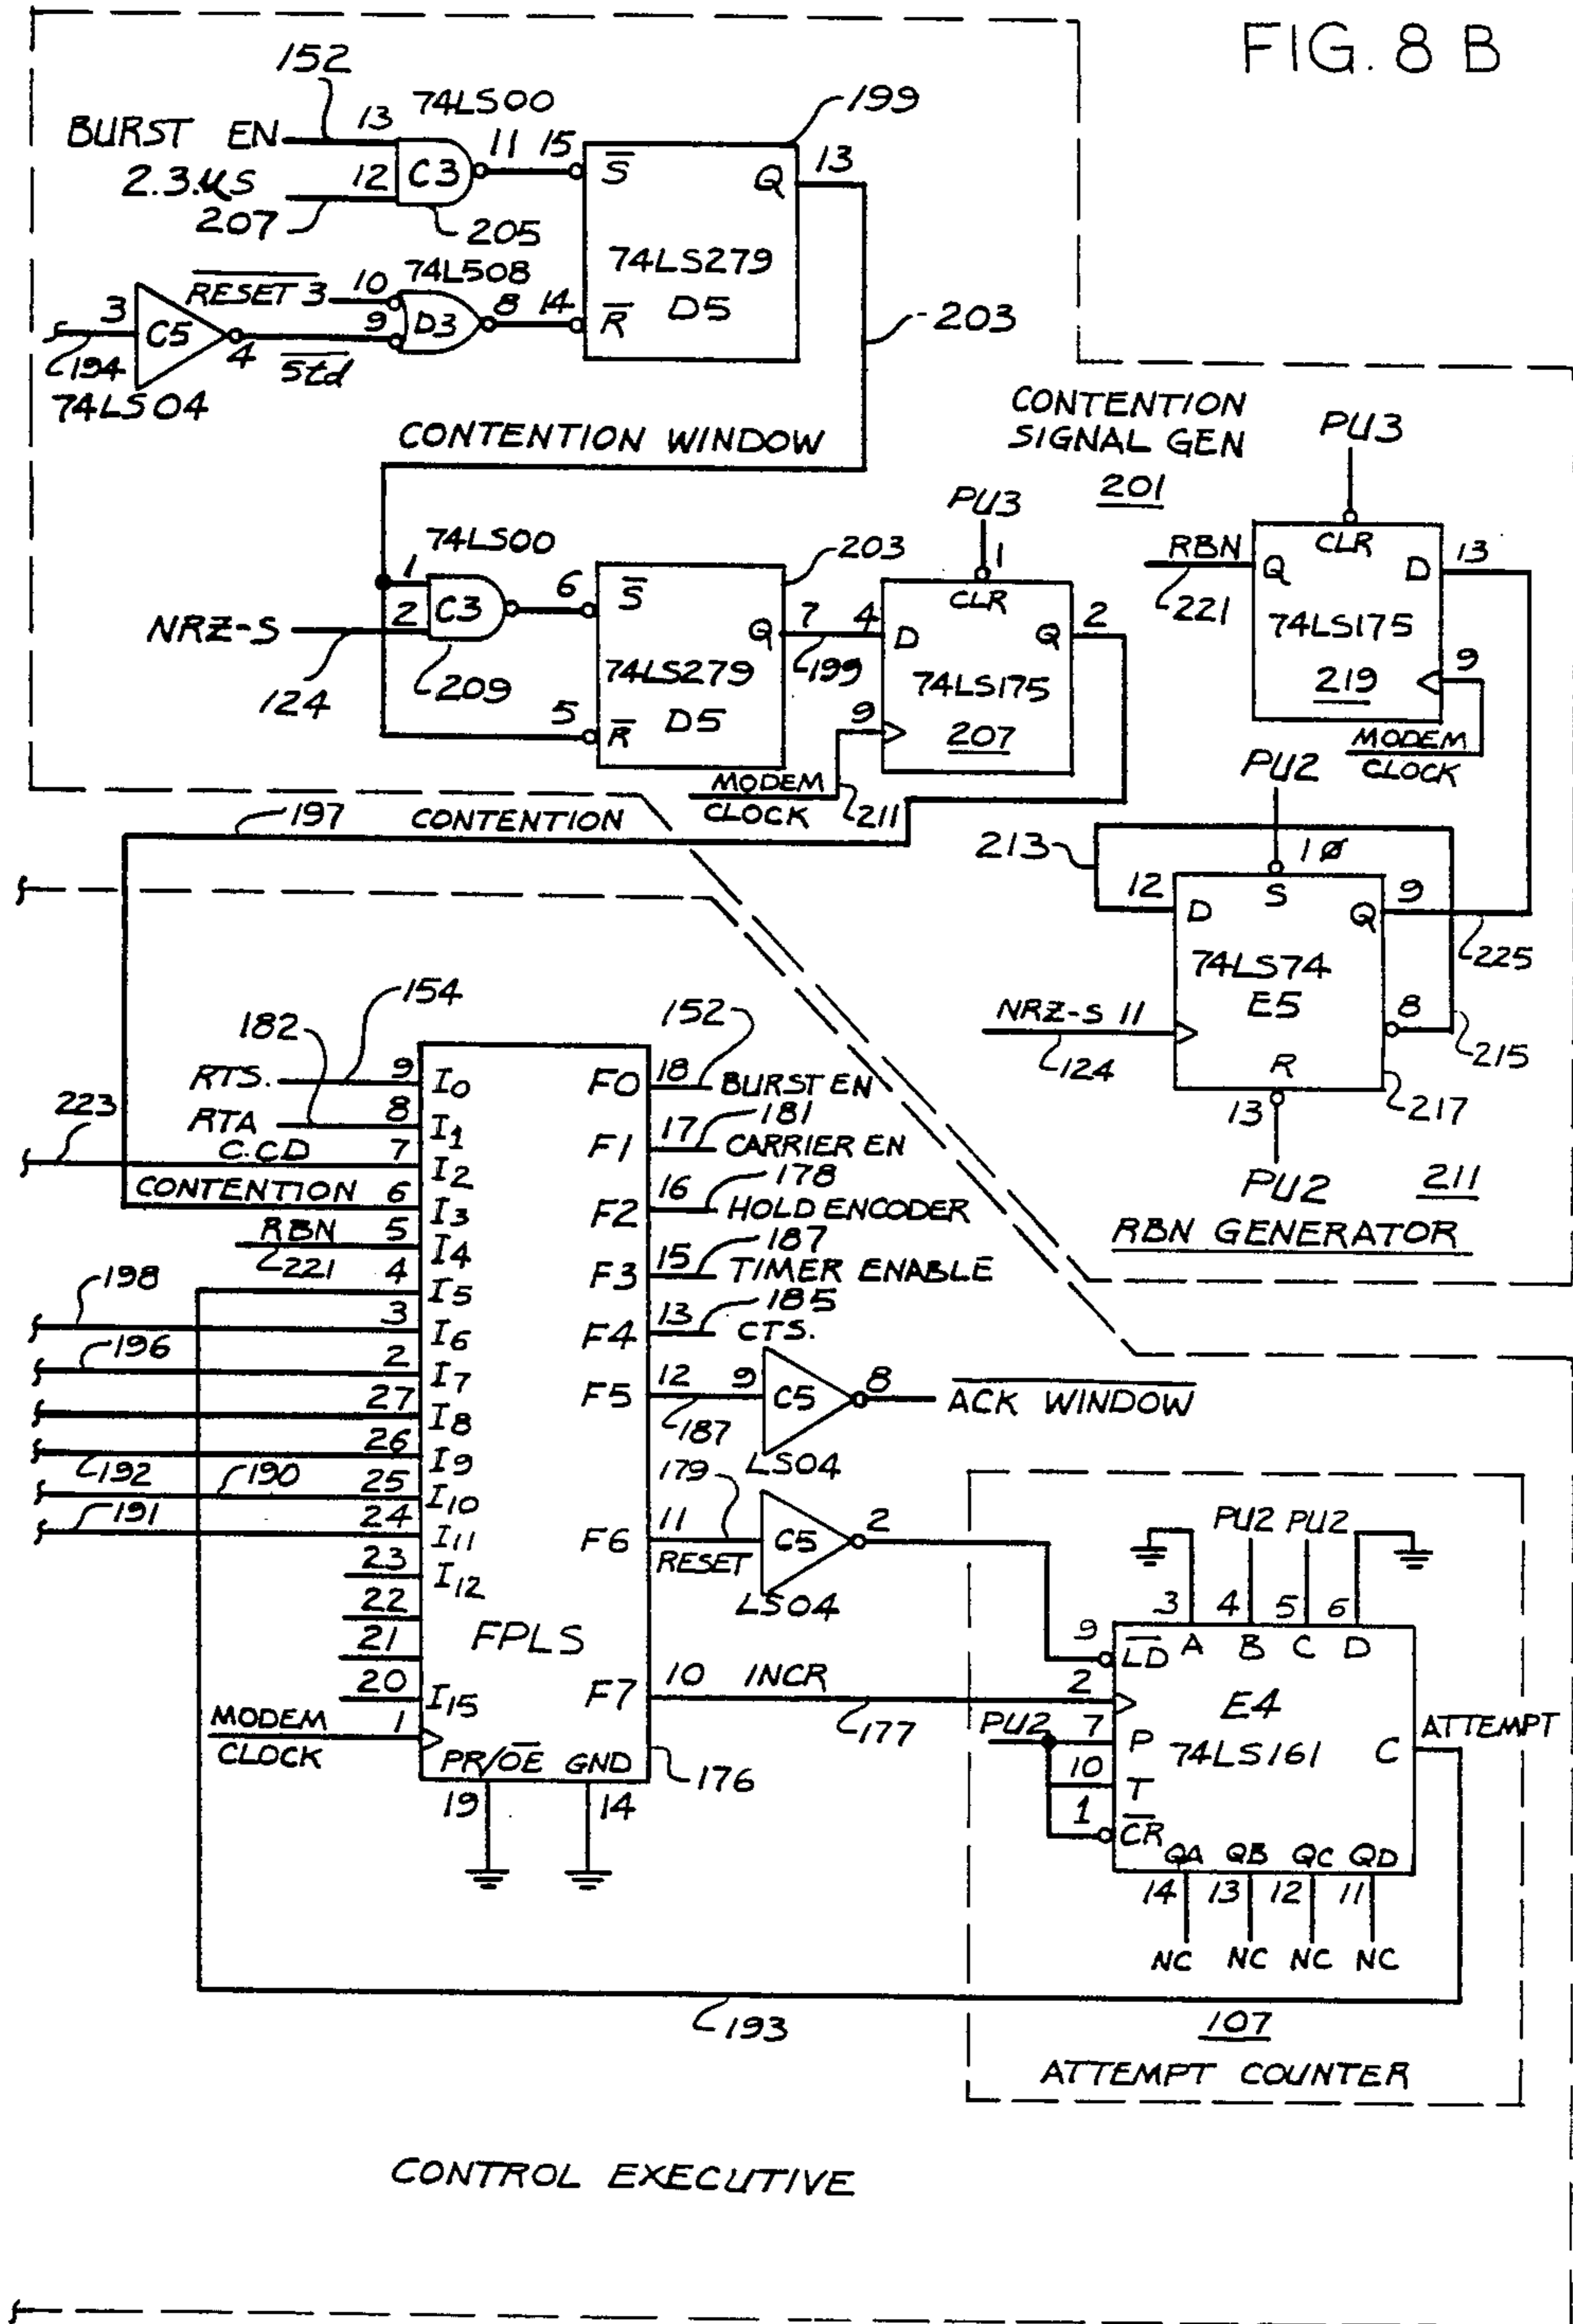 FIG. 8 B
152
74LS00
199
BURST EN 13
11 15 S̅ Q 13
2.3.µS 12 C3
207 205
74LS279 D5
R̅E̅S̅E̅T̅ ̅3̅ 10 74LS08
3 C5 4 S̅t̅d̅ 9 D3 8 14 R̅
203
194
74LS04
CONTENTION WINDOW
CONTENTION
SIGNAL GEN
201
PU3
PU3
74LS00
203
1 C3 6 S̅ Q 7 4 D CLR 1 Q 2
NRZ-S 2
124 209
74LS279
D5
5 R̅
199
74LS175
9 207
MODEM
CLOCK
211
RBN Q CLR D 13
221
74LS175
219 9
MODEM
CLOCK
197 CONTENTION
PU2
213
1Ø
12 D S Q 9
225
74LS74
E5
NRZ-S 11
8
124
215
R
13 217
PU2 211
RBN GENERATOR
154
182
152
RTS. 9 I0 F0 18 BURST EN
223
RTA 8 I1 F1 17 181 CARRIER EN
C.CD 7 I2
CONTENTION 6 I3 F2 16 178 HOLD ENCODER
RBN 5 I4
221
F3 15 187 TIMER ENABLE
4 I5
198 3 I6 F4 13 185 CTS.
196 2 I7
F5 12 9 C5 8 A̅C̅K̅ ̅W̅I̅N̅D̅O̅W̅
187 LS04
27 I8
26 I9
192 190 25 I10
191 24 I11
F6 11 179 C5 2
RESET LS04
23 I12
22
21
FPLS
20 I15
F7 10 INCR
177
MODEM
CLOCK 1
PR/O̅E̅ GND
19 14
176
PU2 PU2
3 4 5 6
9 L̅D̅ A B C D
2 E4
PU2 7 P 74LS161 C ATTEMPT
10 T
1 C̅R̅
QA QB QC QD
14 13 12 11
NC NC NC NC
193
107
ATTEMPT COUNTER
CONTROL EXECUTIVE